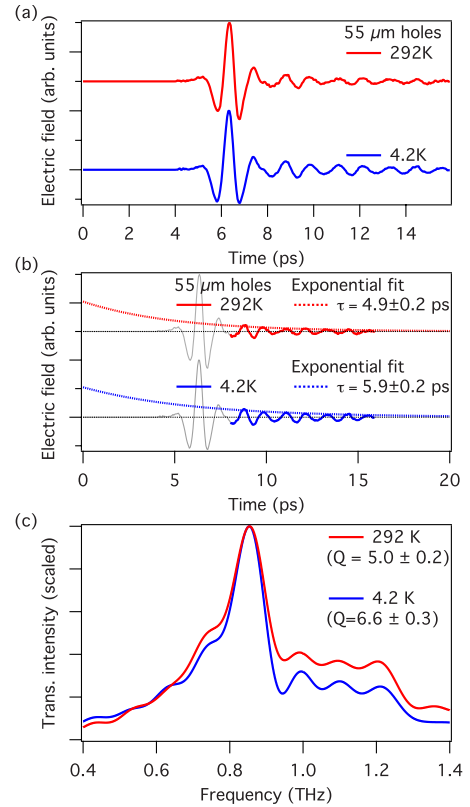 (a)
Electric field (arb. units)
55 µm holes
292K
4.2K
0 2 4 6 8 10 12 14
Time (ps)
(b)
Electric field (arb. units)
55 µm holes
292K
Exponential fit
τ = 4.9±0.2 ps
4.2K
Exponential fit
τ = 5.9±0.2 ps
0 5 10 15 20
Time (ps)
(c)
Trans. intensity (scaled)
292 K
(Q = 5.0 ± 0.2)
4.2 K
(Q=6.6 ± 0.3)
0.4 0.6 0.8 1.0 1.2 1.4
Frequency (THz)